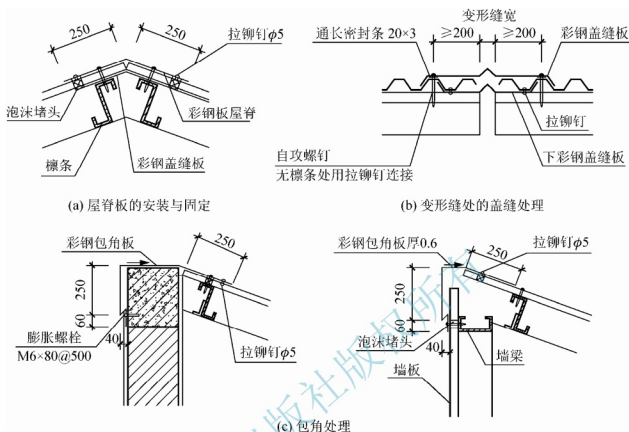 250
250
拉铆钉φ5
泡沫堵头
彩钢板屋脊
檩条
彩钢盖缝板
(a) 屋脊板的安装与固定
变形缝宽
通长密封条 20×3
≥200
≥200
彩钢盖缝板
拉铆钉
自攻螺钉
无檩条处用拉铆钉连接
下彩钢盖缝板
(b) 变形缝处的盖缝处理
彩钢包角板
250
250
60
40
膨胀螺栓
M6×80@500
拉铆钉φ5
彩钢包角板厚0.6
250
拉铆钉φ5
250
60
泡沫堵头
40
墙梁
墙板
(c) 包角处理
版社版权所有